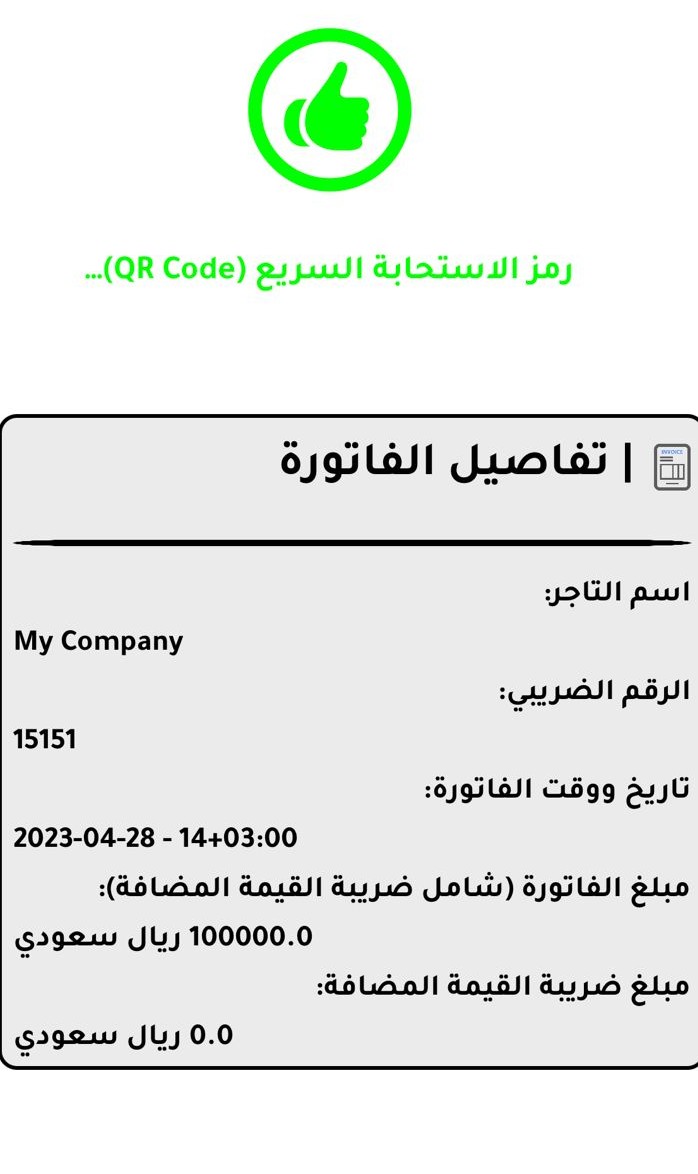 رمز الاستحابة السريع (QR Code)...
INVOICE
| تفاصيل الفاتورة
اسم التاجر:
My Company
الرقم الضريبي:
15151
تاريخ ووقت الفاتورة:
2023-04-28 - 14+03:00
مبلغ الفاتورة (شامل ضريبة القيمة المضافة):
100000.0 ريال سعودي
مبلغ ضريبة القيمة المضافة:
0.0 ريال سعودي